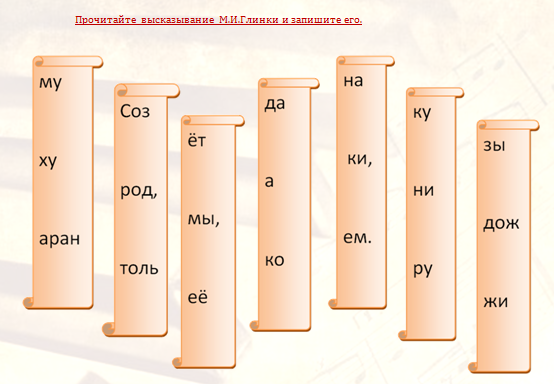 Прочитайте высказывание М.И.Глинки и запишите его.
му
ху
аран
Соз
род,
толь
ёт
мы,
её
да
а
ко
на
ки,
ем.
ку
ни
ру
зы
дож
жи